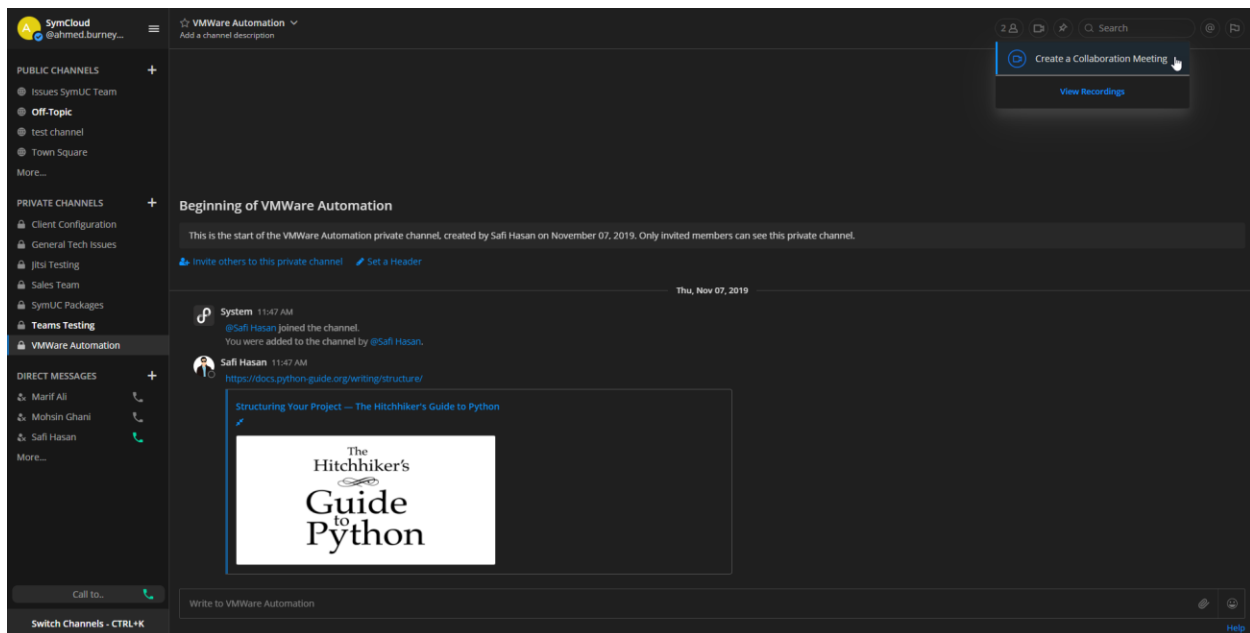 SymCloud
@ahmed.burney...
PUBLIC CHANNELS
Issues SymUC Team
Off-Topic
test channel
Town Square
More...
PRIVATE CHANNELS
Client Configuration
General Tech Issues
Jitsi Testing
Sales Team
SymUC Packages
Teams Testing
VMWare Automation
DIRECT MESSAGES
Marif Ali
Mohsin Ghani
Safi Hasan
More...
Call to..
Switch Channels - CTRL+K
VMWare Automation
Add a channel description
2
Search
@
Create a Collaboration Meeting
View Recordings
Beginning of VMWare Automation
This is the start of the VMWare Automation private channel, created by Safi Hasan on November 07, 2019. Only invited members can see this private channel.
Invite others to this private channel Set a Header
Thu, Nov 07, 2019
System 11:47 AM
@Safi Hasan joined the channel.
You were added to the channel by @Safi Hasan.
Safi Hasan 11:47 AM
https://docs.python-guide.org/writing/structure/
Structuring Your Project — The Hitchhiker's Guide to Python
The
Hitchhiker's
Guide
to
Python
Write to VMWare Automation
Help